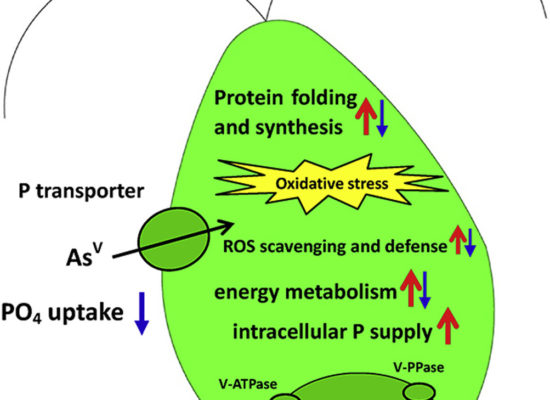 Protein folding
and synthesis
Oxidative stress
P transporter
As^V
ROS scavenging and defense
energy metabolism
PO₄ uptake
intracellular P supply
V-PPase
V-ATPase